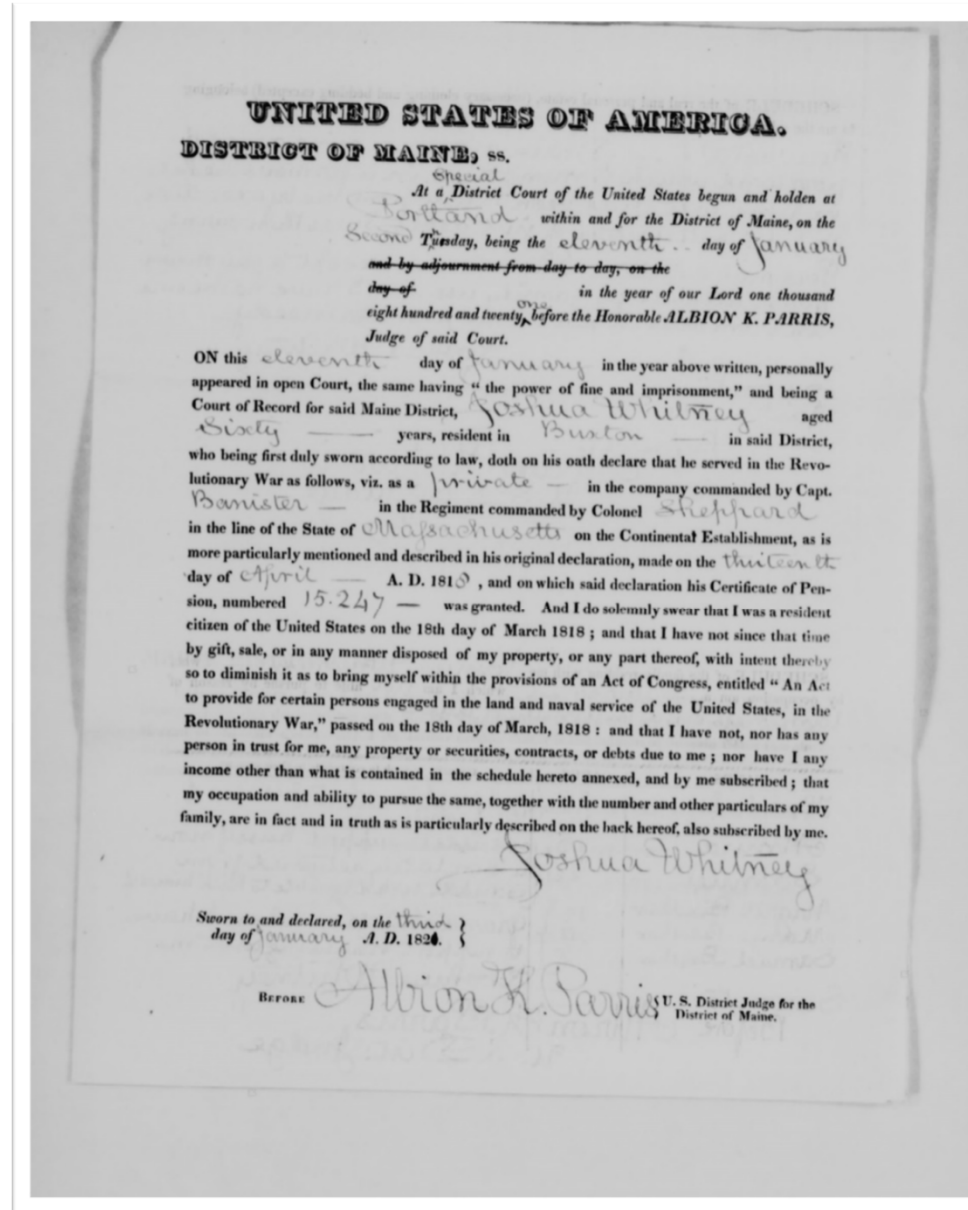 UNITED STATES OF AMERICA.
DISTRICT OF MAINE, ss.
special
At a District Court of the United States begun and holden at
Portland within and for the District of Maine, on the
Second Tuesday, being the eleventh day of January
and by adjournment from day to day, on the
day of in the year of our Lord one thousand
one
eight hundred and twenty before the Honorable ALBION K. PARRIS,
Judge of said Court.
ON this eleventh day of January in the year above written, personally
appeared in open Court, the same having "the power of fine and imprisonment," and being a
Court of Record for said Maine District, Joshua Whitney aged
Sixty years, resident in Buxton in said District,
who being first duly sworn according to law, doth on his oath declare that he served in the Revo-
lutionary War as follows, viz. as a private in the company commanded by Capt.
Banister in the Regiment commanded by Colonel Sheppard
in the line of the State of Massachusetts on the Continental Establishment, as is
more particularly mentioned and described in his original declaration, made on the thirteenth
day of April A. D. 1818, and on which said declaration his Certificate of Pen-
sion, numbered 15.247 was granted. And I do solemnly swear that I was a resident
citizen of the United States on the 18th day of March 1818; and that I have not since that time
by gift, sale, or in any manner disposed of my property, or any part thereof, with intent thereby
so to diminish it as to bring myself within the provisions of an Act of Congress, entitled "An Act
to provide for certain persons engaged in the land and naval service of the United States, in the
Revolutionary War," passed on the 18th day of March, 1818: and that I have not, nor has any
person in trust for me, any property or securities, contracts, or debts due to me; nor have I any
income other than what is contained in the schedule hereto annexed, and by me subscribed; that
my occupation and ability to pursue the same, together with the number and other particulars of my
family, are in fact and in truth as is particularly described on the back hereof, also subscribed by me.
Joshua Whitney
Sworn to and declared, on the third
day of January A. D. 1821.
BEFORE Albion K. Parris U. S. District Judge for the
District of Maine.